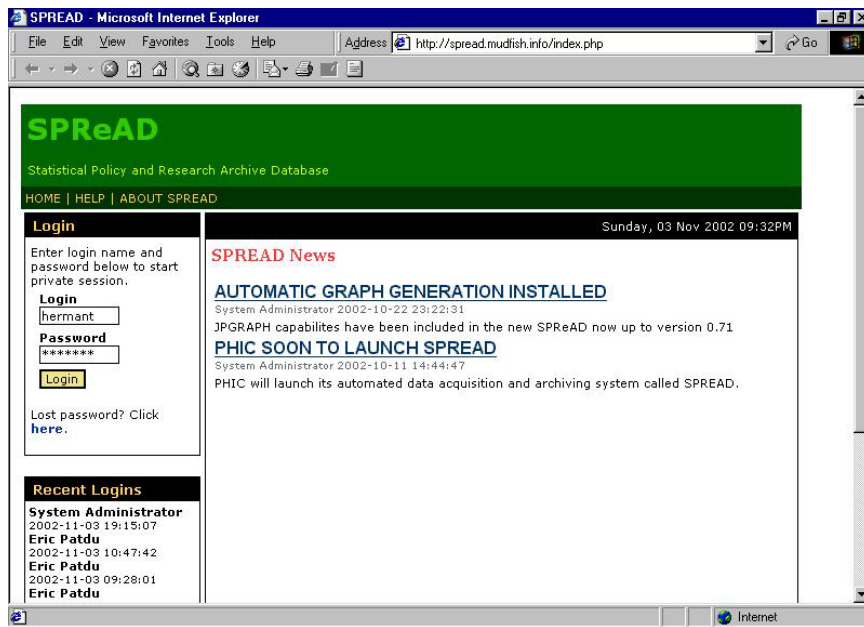 SPREAD - Microsoft Internet Explorer
File Edit View Favorites Tools Help
Address http://spread.mudfish.info/index.php
Go
SPReAD
Statistical Policy and Research Archive Database
HOME | HELP | ABOUT SPREAD
Login
Enter login name and
password below to start
private session.
Login
hermant
Password
*******
Login
Lost password? Click
here.
Recent Logins
System Administrator
2002-11-03 19:15:07
Eric Patdu
2002-11-03 10:47:42
Eric Patdu
2002-11-03 09:28:01
Eric Patdu
Sunday, 03 Nov 2002 09:32PM
SPREAD News
AUTOMATIC GRAPH GENERATION INSTALLED
System Administrator 2002-10-22 23:22:31
JPGRAPH capabilites have been included in the new SPReAD now up to version 0.71
PHIC SOON TO LAUNCH SPREAD
System Administrator 2002-10-11 14:44:47
PHIC will launch its automated data acquisition and archiving system called SPREAD.
Internet